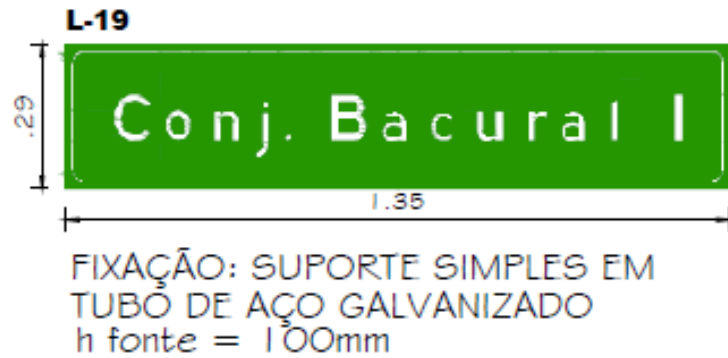 L-19
.29
Conj. Bacural I
1.35
FIXAÇÃO: SUPORTE SIMPLES EM
TUBO DE AÇO GALVANIZADO
h fonte = 100mm